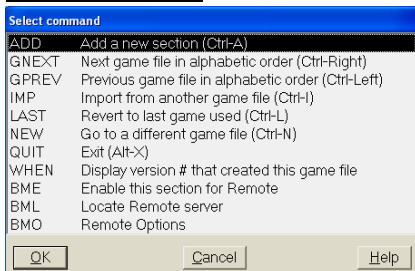 Select command
ADD Add a new section (Ctrl-A)
GNEXT Next game file in alphabetic order (Ctrl-Right)
GPREV Previous game file in alphabetic order (Ctrl-Left)
IMP Import from another game file (Ctrl-I)
LAST Revert to last game used (Ctrl-L)
NEW Go to a different game file (Ctrl-N)
QUIT Exit (Alt-X)
WHEN Display version # that created this game file
BME Enable this section for Remote
BML Locate Remote server
BMO Remote Options
OK Cancel Help